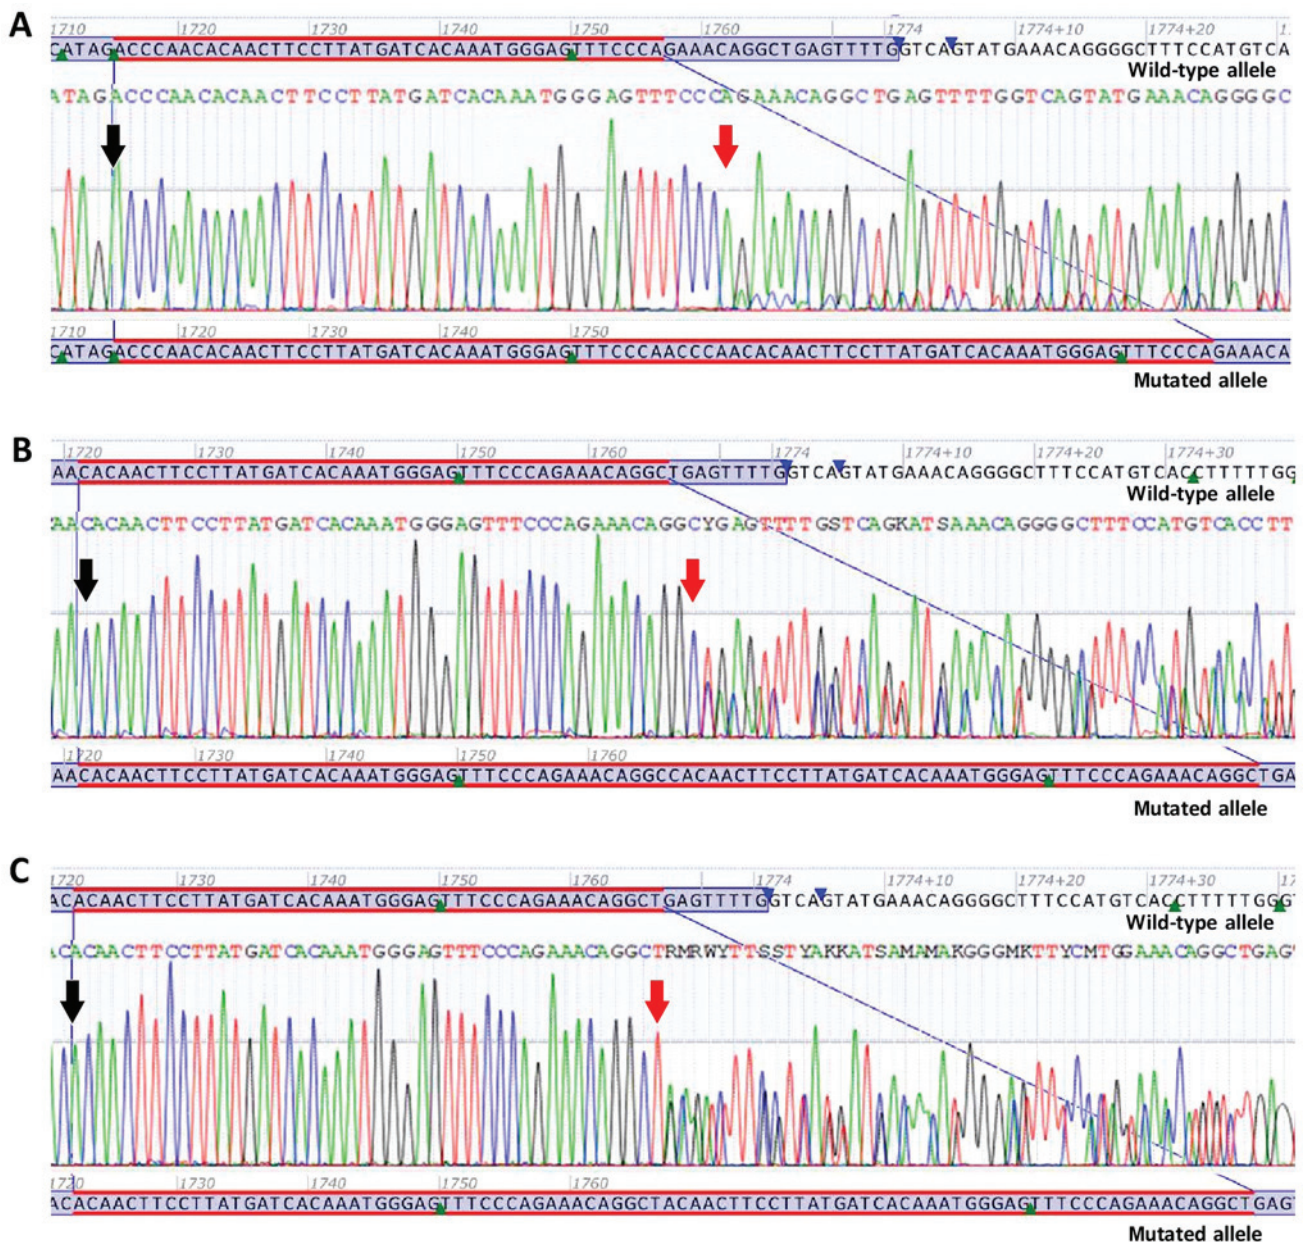 A
1710 1720 1730 1740 1750 1760 1774 1774+10 1774+20
CATAGACCCAACACAACTTCCTTATGATCACAAATGGGAGTTTCCCAGAAACAGGCTGAGTTTTGGTCAGTATGAAACAGGGGCTTTCCATGTCA
Wild-type allele
ATAGACCCAACACAACTTCCTTATGATCACAAATGGGAGTTTCCCAGAAACAGGCTGAGTTTTGGTCAGTATGAAACAGGGGC
1710 1720 1730 1740 1750
CATAGACCCAACACAACTTCCTTATGATCACAAATGGGAGTTTCCCAACCCAACACAACTTCCTTATGATCACAAATGGGAGTTTCCCAGAAACA
Mutated allele
B
1720 1730 1740 1750 1760 1774 1774+10 1774+20 1774+30
AACACAACTTCCTTATGATCACAAATGGGAGTTTCCCAGAAACAGGCTGAGTTTTGGTCAGTATGAAACAGGGGCTTTCCATGTCACCTTTTTGG
Wild-type allele
AACACAACTTCCTTATGATCACAAATGGGAGTTTCCCAGAAACAGGCYGAGTTTTGSTCAGKATSAAACAGGGGCTTTCCATGTCACCTT
1720 1730 1740 1750 1760
AACACAACTTCCTTATGATCACAAATGGGAGTTTCCCAGAAACAGGCCACAACTTCCTTATGATCACAAATGGGAGTTTCCCAGAAACAGGCTGA
Mutated allele
C
1720 1730 1740 1750 1760 1774 1774+10 1774+20 1774+30
ACACAACTTCCTTATGATCACAAATGGGAGTTTCCCAGAAACAGGCTGAGTTTTGGTCAGTATGAAACAGGGGCTTTCCATGTCACCTTTTTGGGT
Wild-type allele
CACAACTTCCTTATGATCACAAATGGGAGTTTCCCAGAAACAGGCTRMRWYTTSSTYAKKATSAMAMAKGGGMKTTYCMTGGAAACAGGCTGAG
1720 1730 1740 1750 1760
ACACAACTTCCTTATGATCACAAATGGGAGTTTCCCAGAAACAGGCTACAACTTCCTTATGATCACAAATGGGAGTTTCCCAGAAACAGGCTGAG
Mutated allele